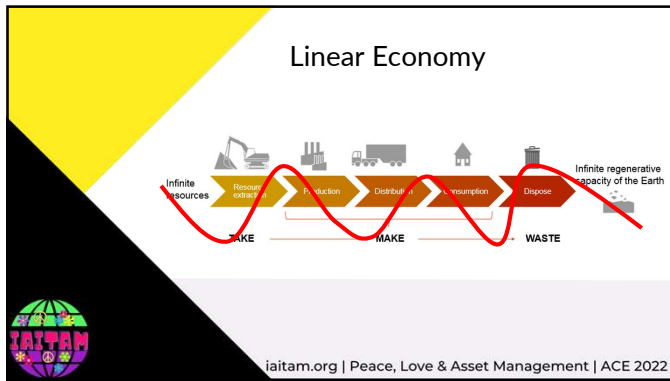 Linear Economy
Infinite
resources
Resource
extraction
Production
Distribution
Consumption
Dispose
Infinite regenerative
capacity of the Earth
TAKE
MAKE
WASTE
IAITAM
iaitam.org | Peace, Love & Asset Management | ACE 2022